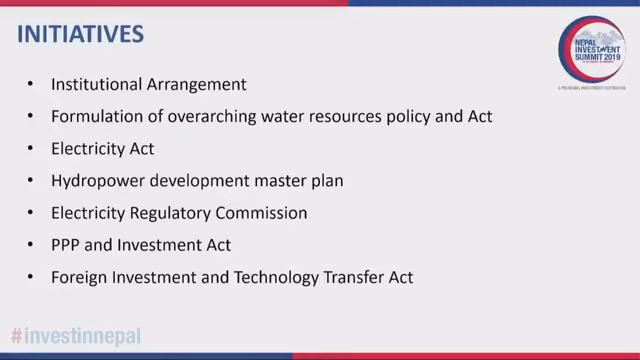 INITIATIVES
NEPAL
INVESTMENT
SUMMIT 2019
• Institutional Arrangement
• Formulation of overarching water resources policy and Act
• Electricity Act
• Hydropower development master plan
• Electricity Regulatory Commission
• PPP and Investment Act
• Foreign Investment and Technology Transfer Act
#investinnepal